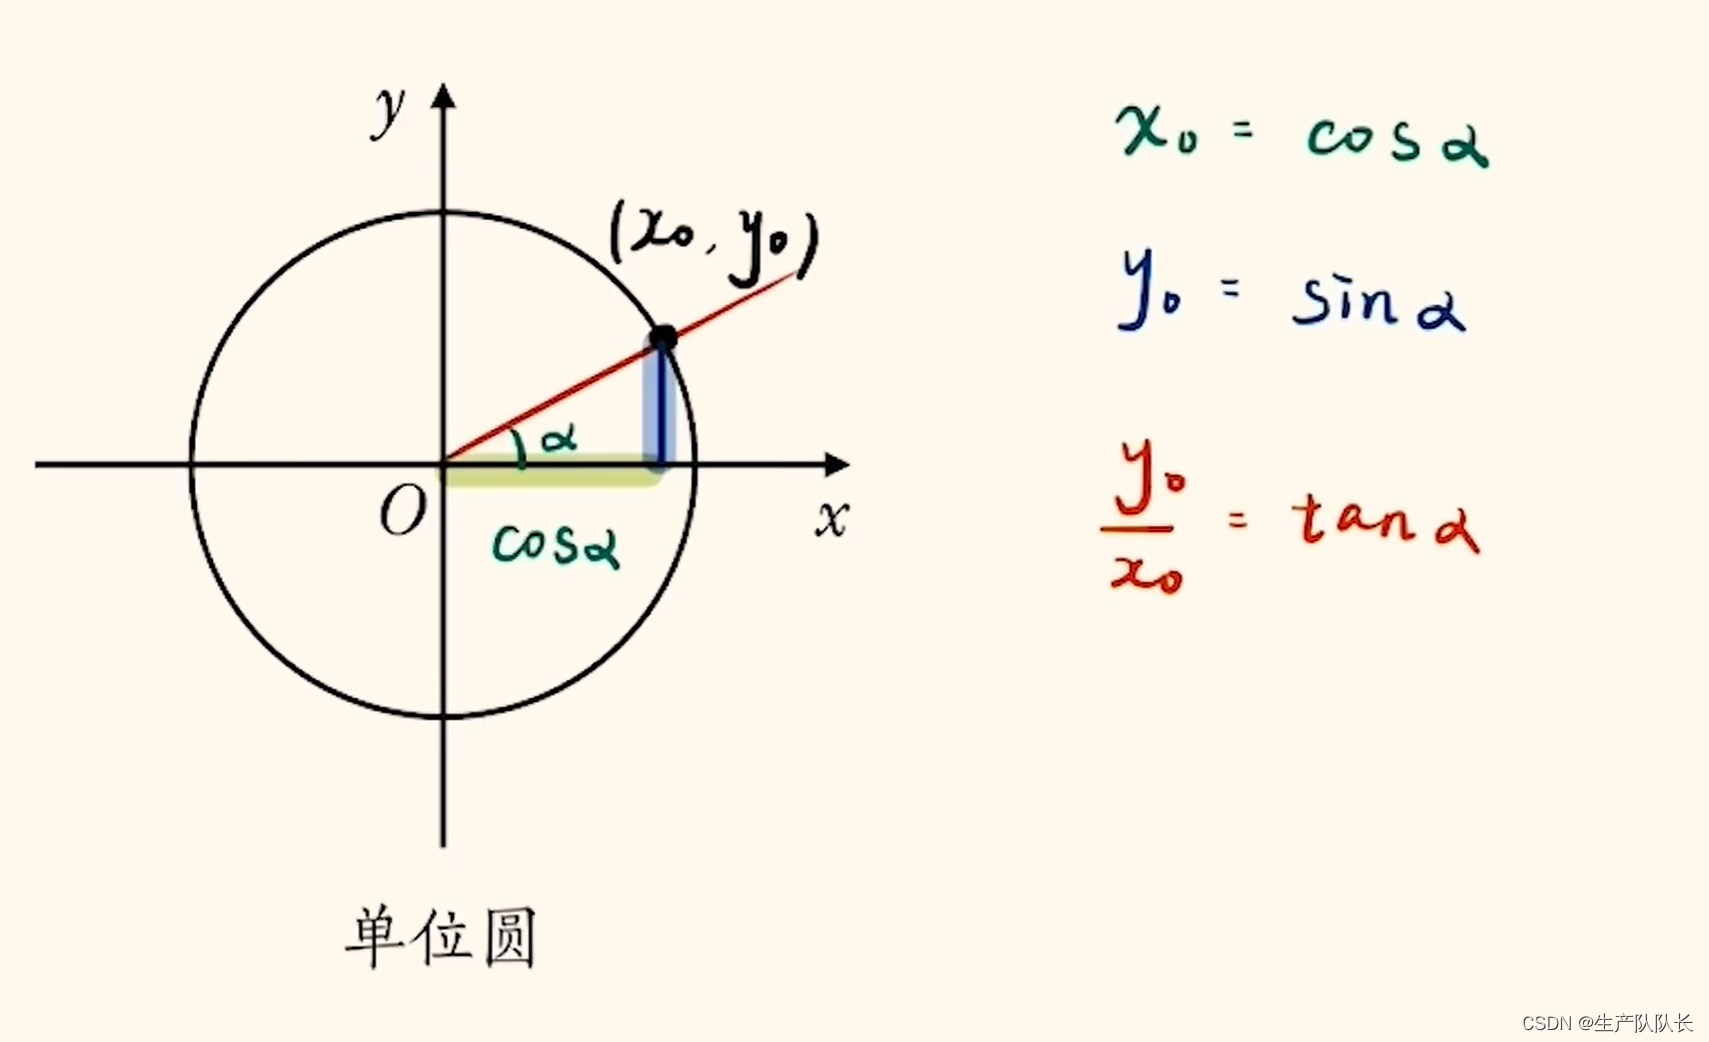 y
(x₀, y₀)
α
O
x
cosα
单位圆
x₀ = cosα
y₀ = sinα
y₀/x₀ = tanα
CSDN @生产队队长